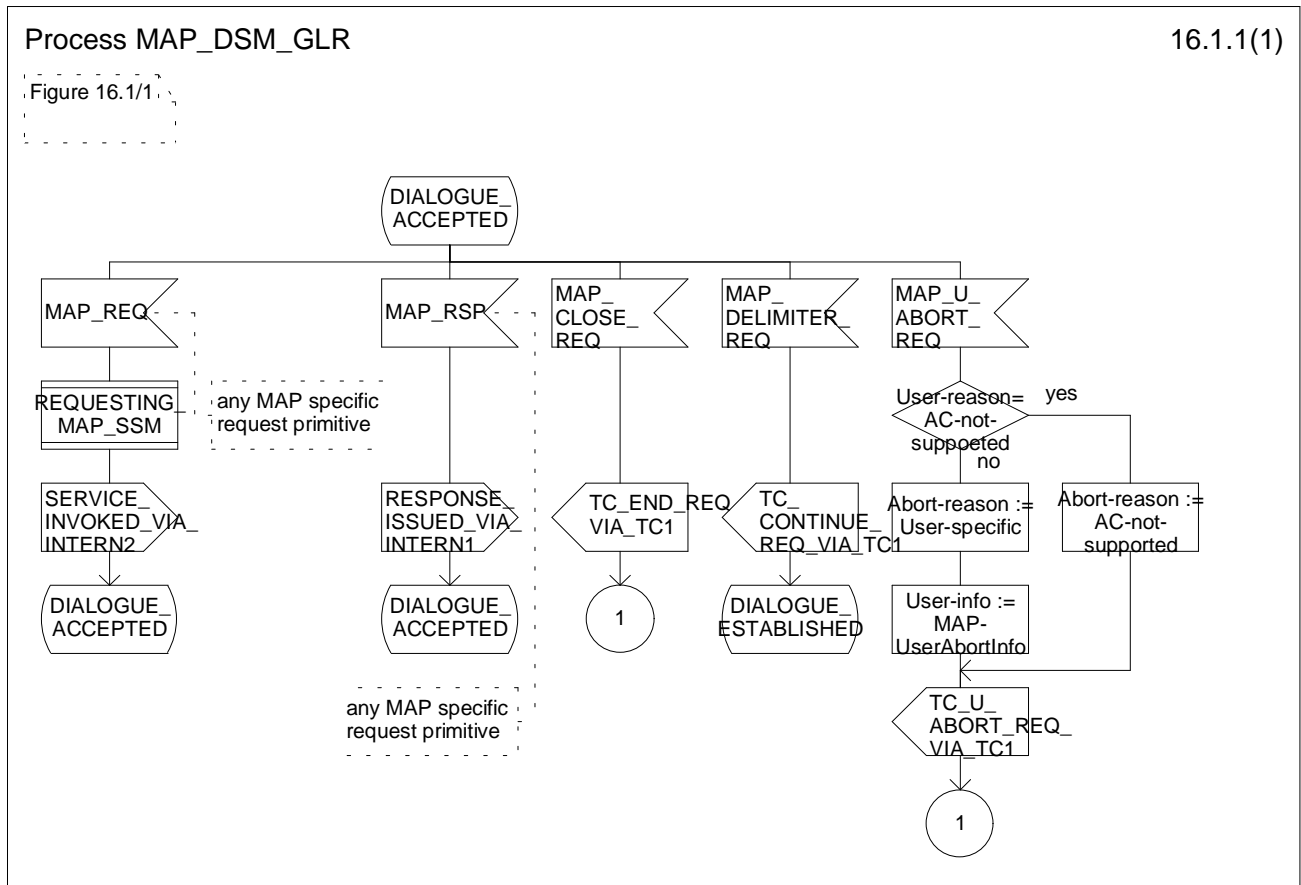 Process MAP_DSM_GLR
16.1.1(1)
Figure 16.1/1
DIALOGUE_
ACCEPTED
MAP_REQ
MAP_RSP
MAP_
CLOSE_
REQ
MAP_
DELIMITER_
REQ
MAP_U_
ABORT_
REQ
REQUESTING_
MAP_SSM
any MAP specific
request primitive
User-reason=
AC-not-
suppoeted
yes
no
SERVICE_
INVOKED_VIA_
INTERN2
RESPONSE_
ISSUED_VIA_
INTERN1
TC_END_REQ
VIA_TC1
TC_
CONTINUE_
REQ_VIA_TC1
Abort-reason :=
User-specific
Abort-reason :=
AC-not-
supported
DIALOGUE_
ACCEPTED
DIALOGUE_
ACCEPTED
1
DIALOGUE_
ESTABLISHED
User-info :=
MAP-
UserAbortInfo
any MAP specific
request primitive
TC_U_
ABORT_REQ_
VIA_TC1
1